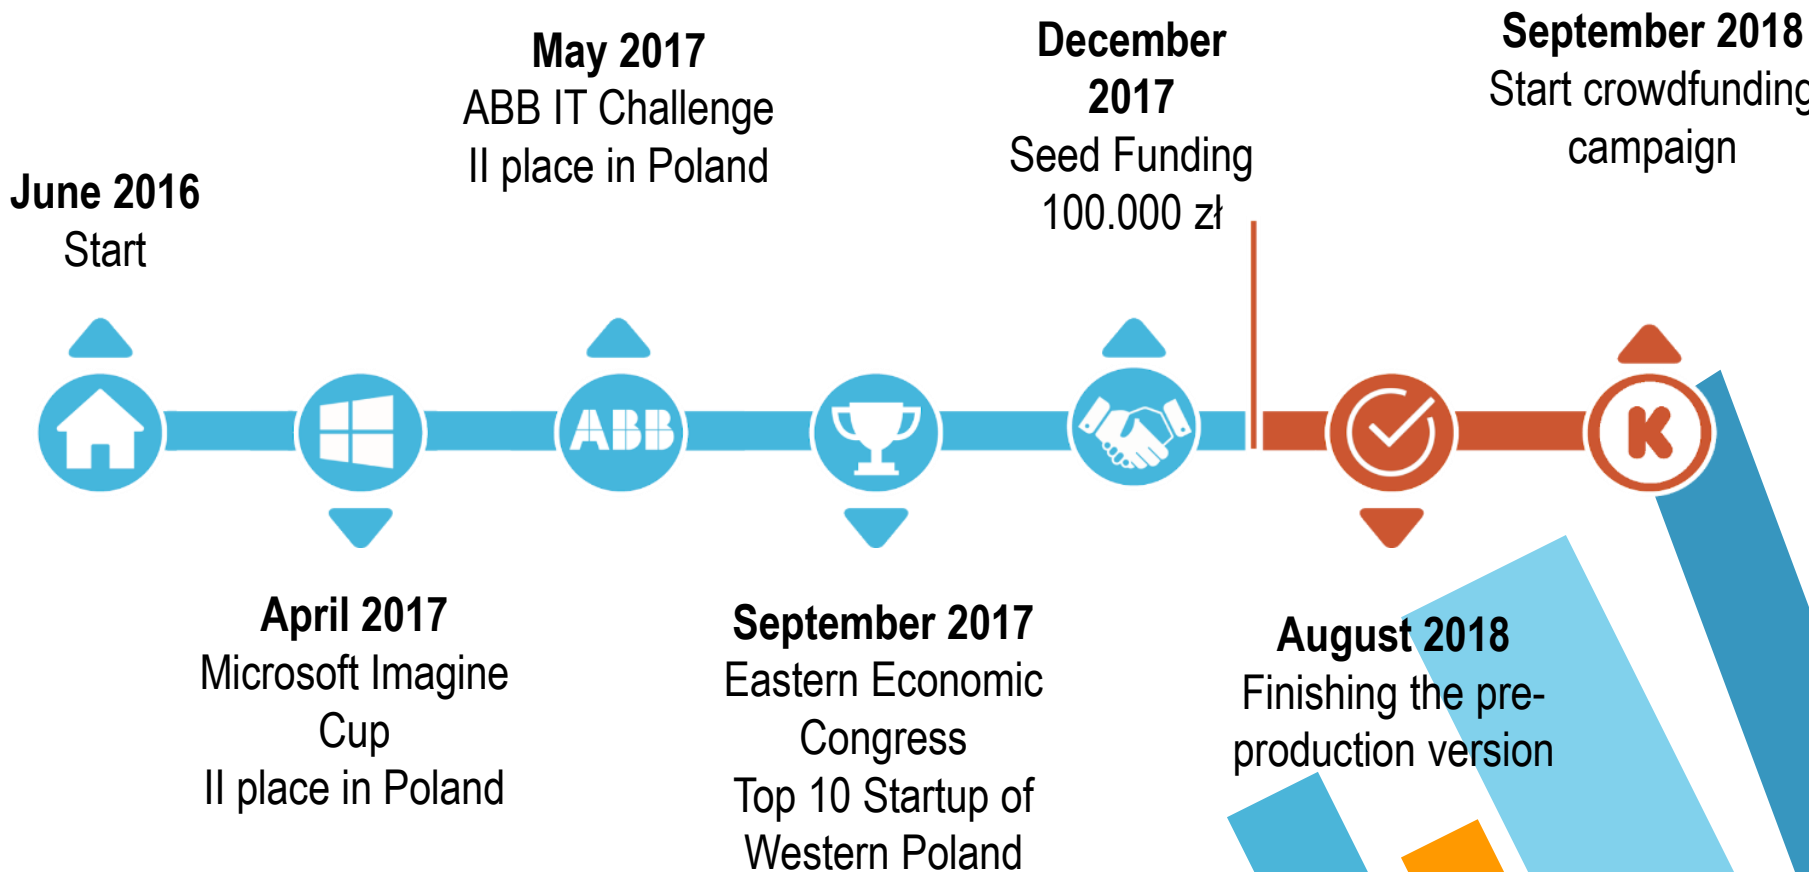 June 2016
Start
April 2017
Microsoft Imagine
Cup
II place in Poland
May 2017
ABB IT Challenge
II place in Poland
ABB
September 2017
Eastern Economic
Congress
Top 10 Startup of
Western Poland
December
2017
Seed Funding
100.000 zł
August 2018
Finishing the pre-
production version
September 2018
Start crowdfunding
campaign
K